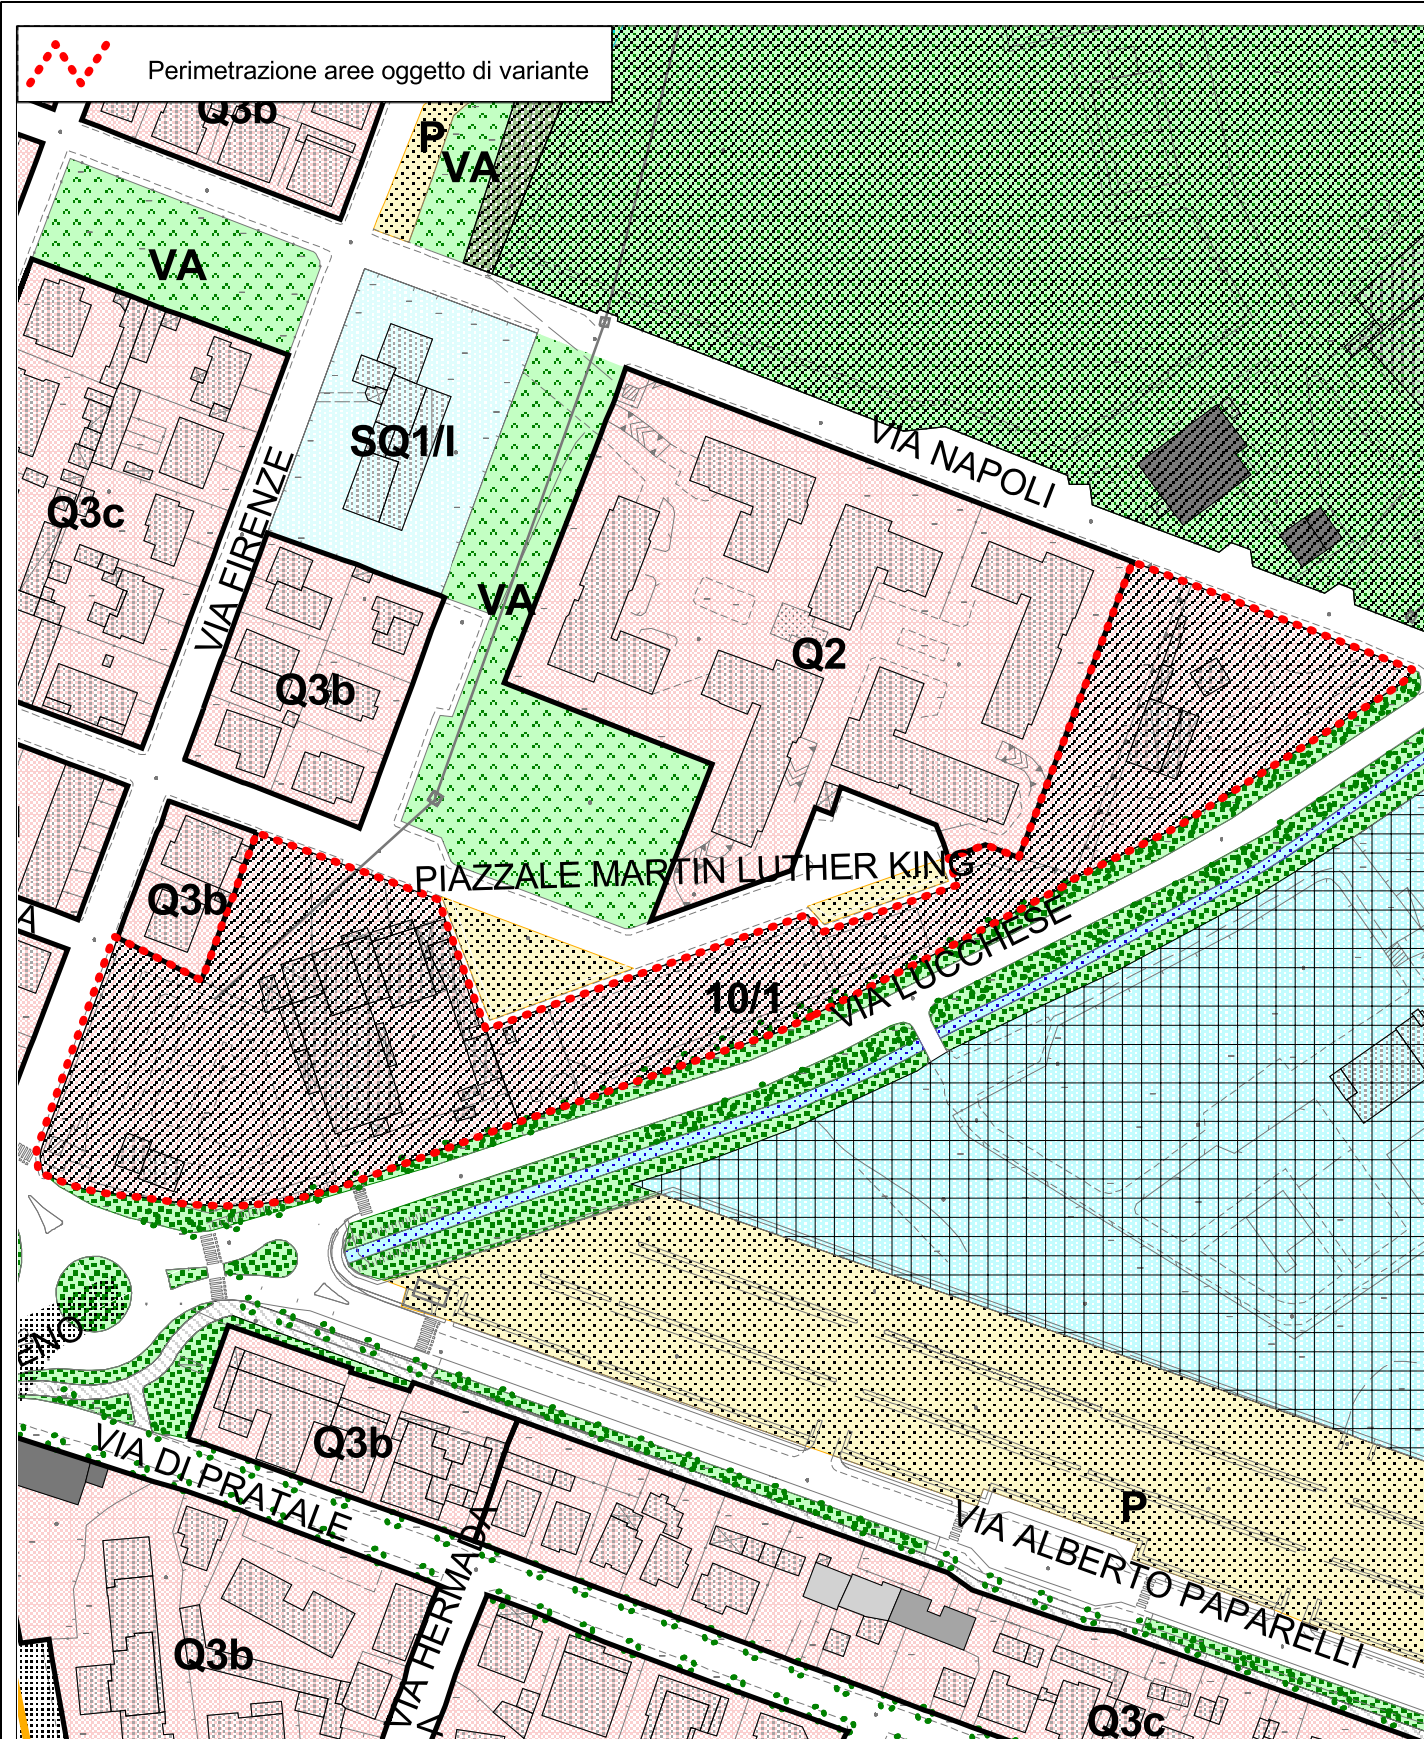 Perimetrazione aree oggetto di variante
Q3b
P
VA
VA
SQ1/I
VIA NAPOLI
Q3c
VIA FIRENZE
VA
Q2
Q3b
PIAZZALE MARTIN LUTHER KING
Q3b
A
10/1
VIA LUCCHESE
ENO
Q3b
VIA DI PRATALE
P
VIA ALBERTO PAPARELLI
VIA HERMADA
Q3b
Q3c